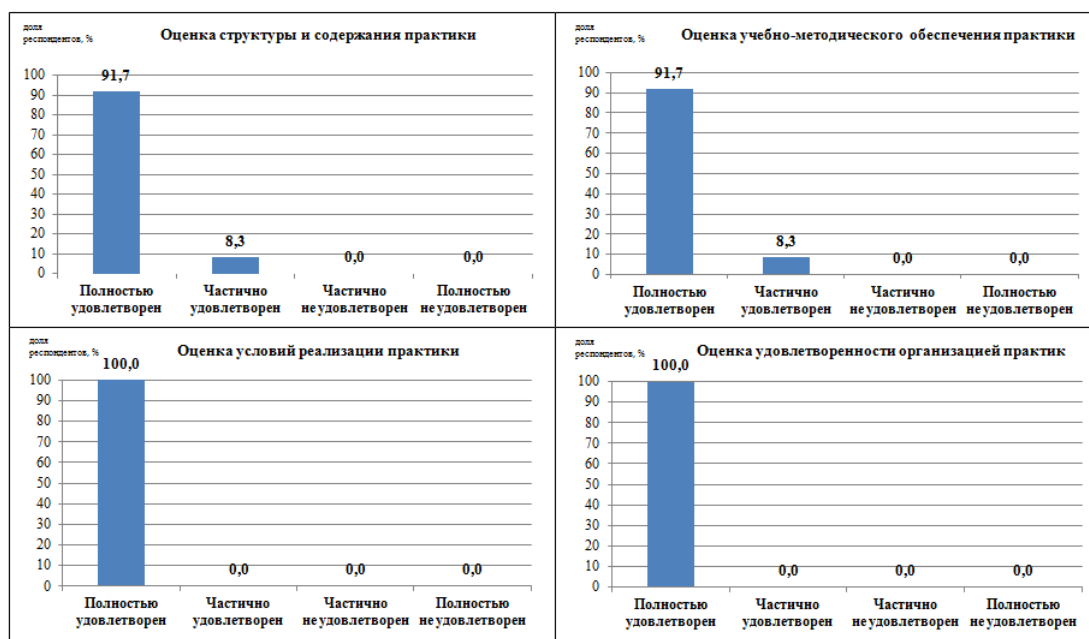 доля
респондентов, %
Оценка структуры и содержания практики
100
90
80
70
60
50
40
30
20
10
0
91,7
8,3
0,0
0,0
Полностью удовлетворен
Частично удовлетворен
Частично не удовлетворен
Полностью не удовлетворен
доля
респондентов, %
Оценка учебно-методического обеспечения практики
100
90
80
70
60
50
40
30
20
10
0
91,7
8,3
0,0
0,0
Полностью удовлетворен
Частично удовлетворен
Частично не удовлетворен
Полностью не удовлетворен
доля
респондентов, %
Оценка условий реализации практики
100
90
80
70
60
50
40
30
20
10
0
100,0
0,0
0,0
0,0
Полностью удовлетворен
Частично удовлетворен
Частично не удовлетворен
Полностью не удовлетворен
доля
респондентов, %
Оценка удовлетворенности организацией практик
100
90
80
70
60
50
40
30
20
10
0
100,0
0,0
0,0
0,0
Полностью удовлетворен
Частично удовлетворен
Частично не удовлетворен
Полностью не удовлетворен